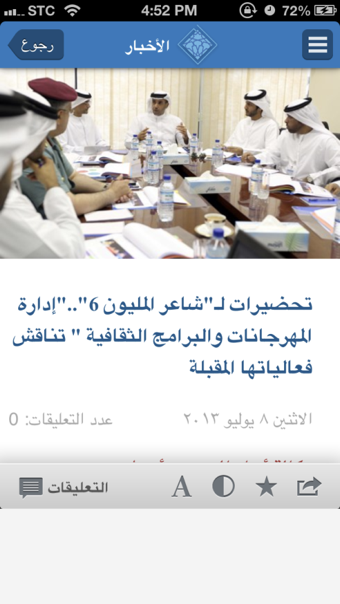 STC 4:52 PM 72%
رجوع الأخبار
تحضيرات لـ"شاعر المليون 6".."إدارة
المهرجانات والبرامج الثقافية " تناقش
فعالياتها المقبلة
الاثنين ٨ يوليو ٢٠١٣ عدد التعليقات: 0
التعليقات A